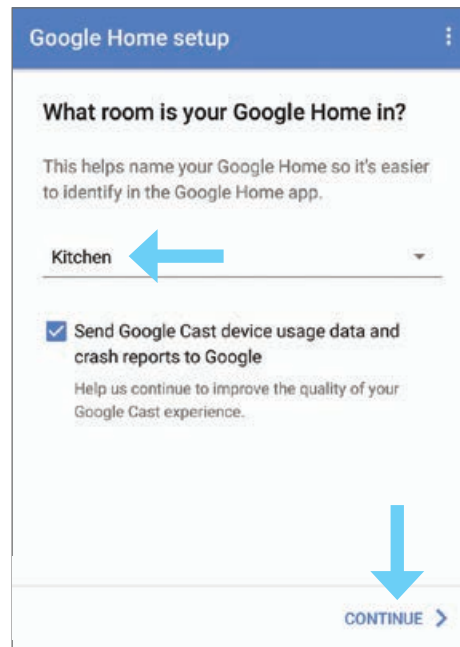 Google Home setup
What room is your Google Home in?
This helps name your Google Home so it's easier
to identify in the Google Home app.
Kitchen
Send Google Cast device usage data and
crash reports to Google
Help us continue to improve the quality of your
Google Cast experience.
CONTINUE